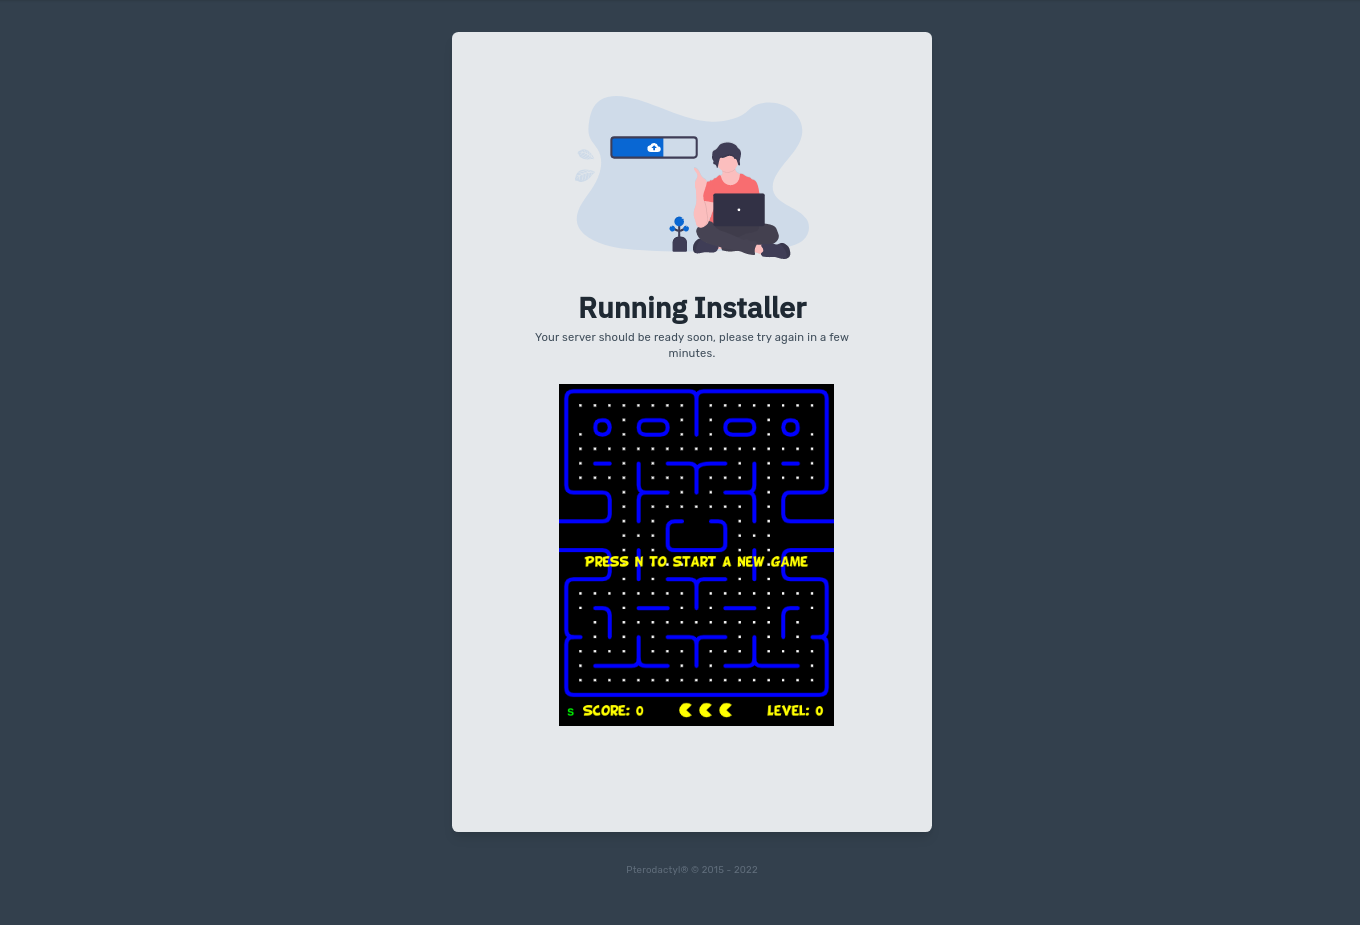 Running Installer
Your server should be ready soon, please try again in a few
minutes.
PRESS N TO START A NEW GAME
s SCORE: 0 LEVEL: 0
Pterodactyl® © 2015 - 2022